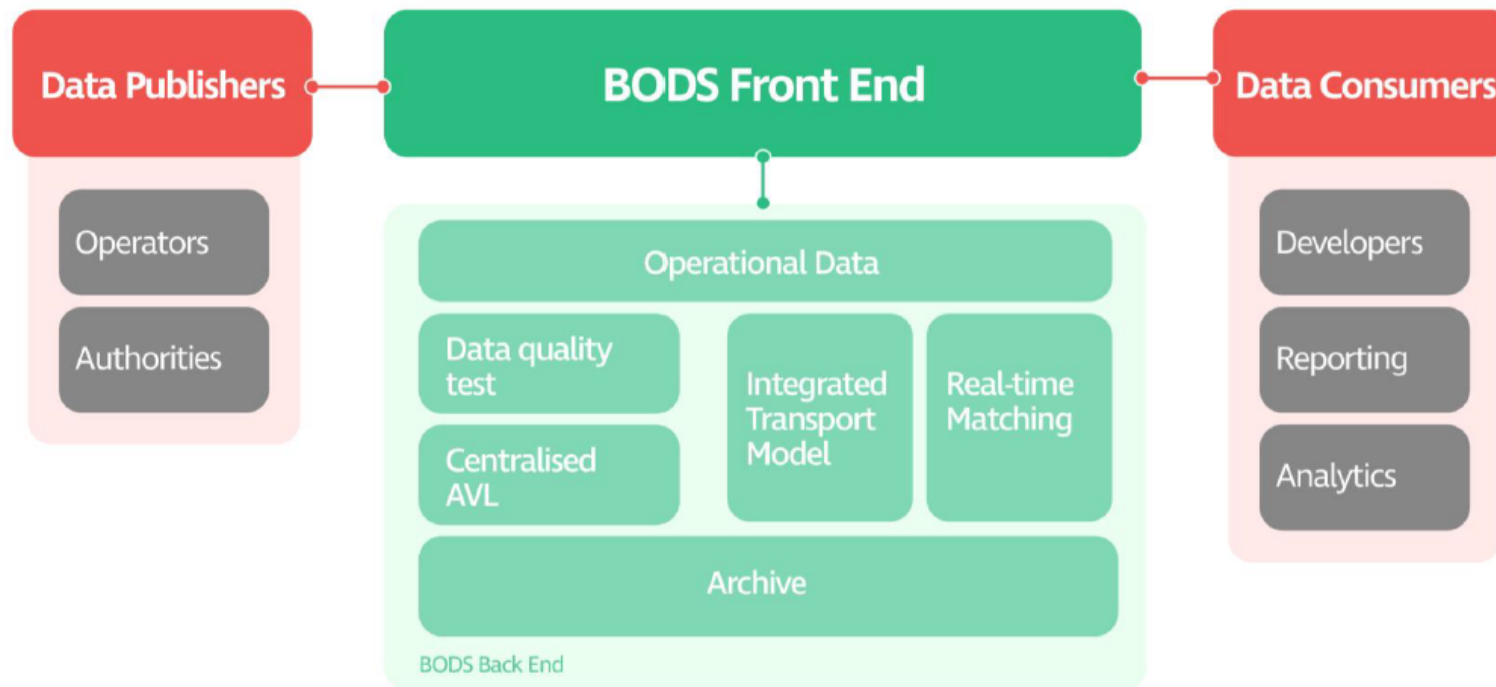 Data Publishers
BODS Front End
Data Consumers
Operators
Authorities
Operational Data
Data quality
test
Centralised
AVL
Integrated
Transport
Model
Real-time
Matching
Archive
BODS Back End
Developers
Reporting
Analytics